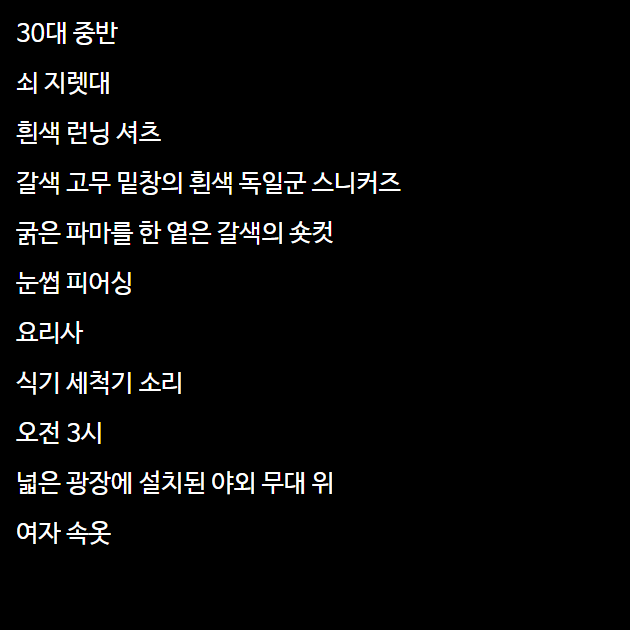 30대 중반
쇠 지렛대
흰색 런닝 셔츠
갈색 고무 밑창의 흰색 독일군 스니커즈
굵은 파마를 한 옅은 갈색의 숏컷
눈썹 피어싱
요리사
식기 세척기 소리
오전 3시
넓은 광장에 설치된 야외 무대 위
여자 속옷